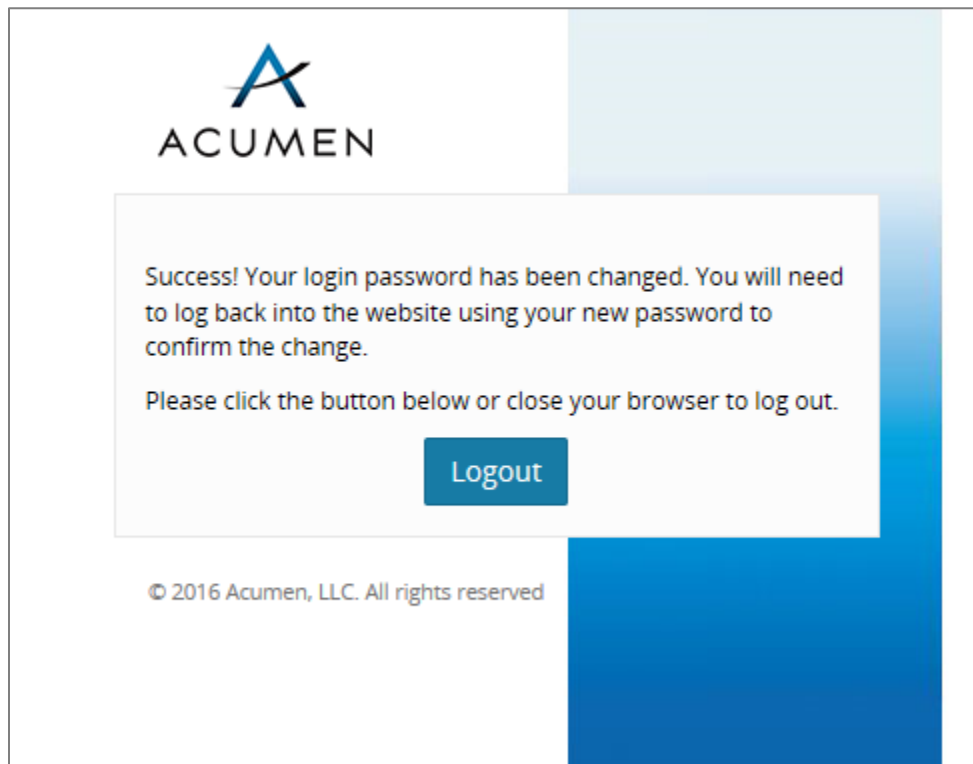 ACUMEN
Success! Your login password has been changed. You will need
to log back into the website using your new password to
confirm the change.
Please click the button below or close your browser to log out.
Logout
© 2016 Acumen, LLC. All rights reserved